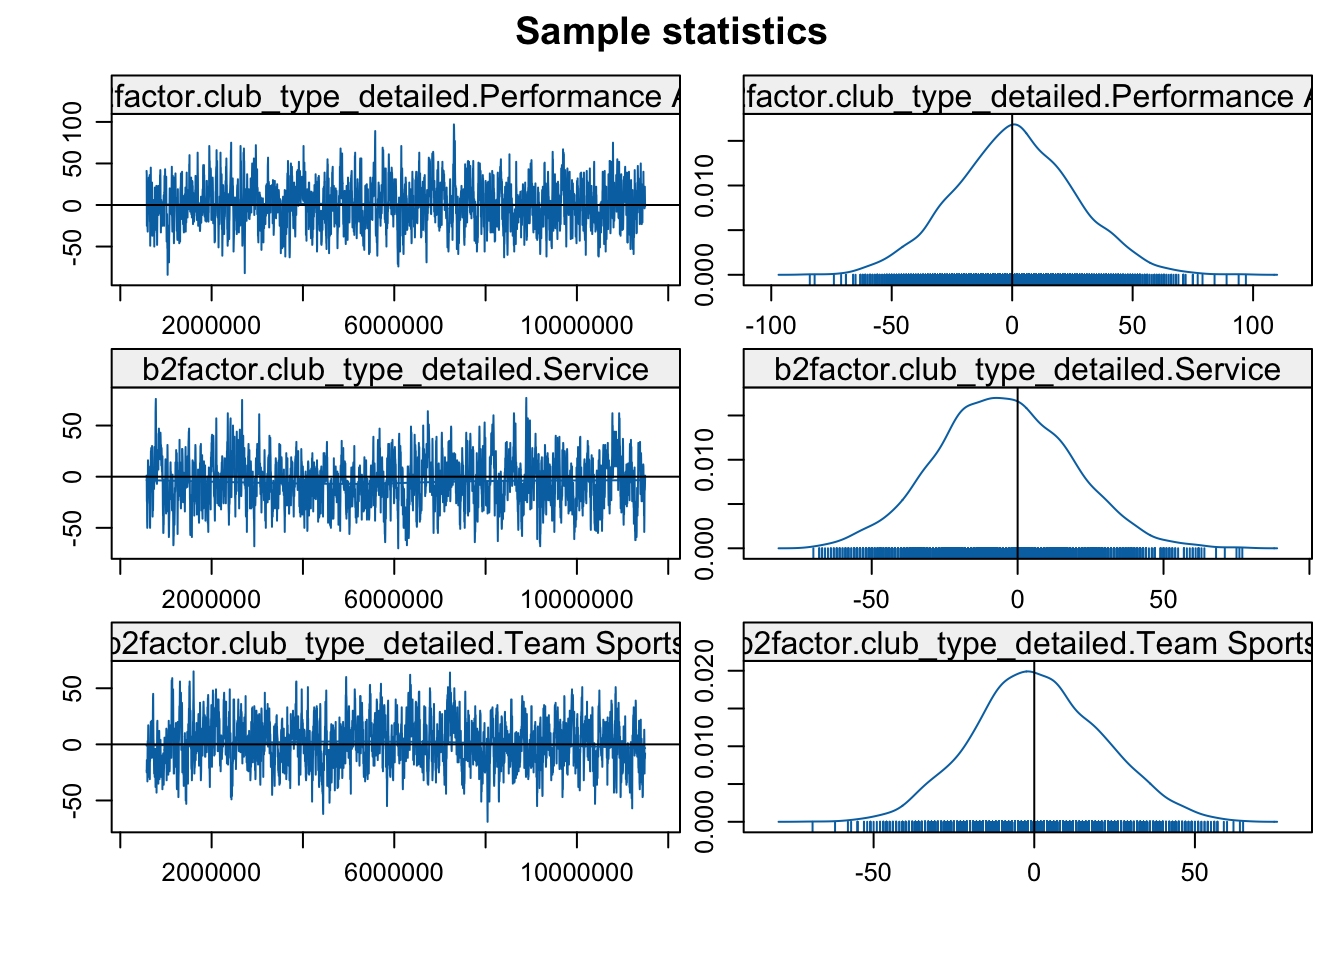 Sample statistics
factor.club_type_detailed.Performance
factor.club_type_detailed.Performance
100
50
0
-50
2000000 6000000 10000000
0.010
0.000
-100 -50 0 50 100
b2factor.club_type_detailed.Service
b2factor.club_type_detailed.Service
50
0
-50
2000000 6000000 10000000
0.010
0.000
-50 0 50
b2factor.club_type_detailed.Team Sports
b2factor.club_type_detailed.Team Sports
50
0
-50
2000000 6000000 10000000
0.020
0.010
0.000
-50 0 50